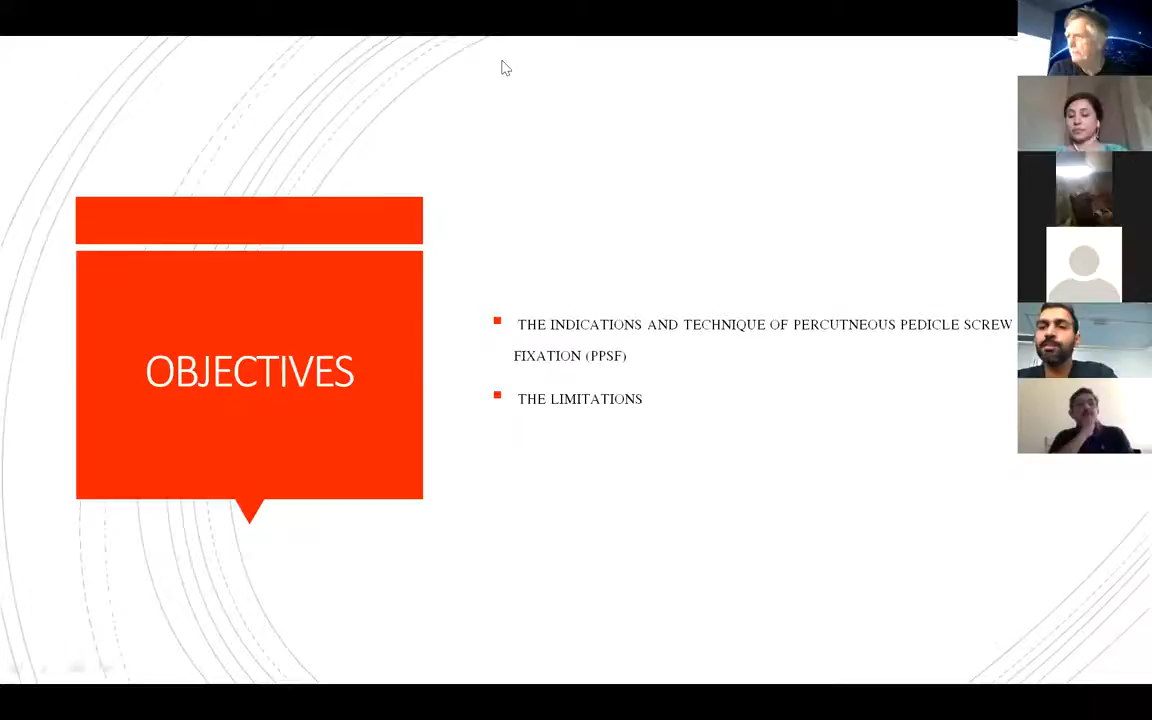 OBJECTIVES
THE INDICATIONS AND TECHNIQUE OF PERCUTNEOUS PEDICLE SCREW
FIXATION (PPSF)
THE LIMITATIONS